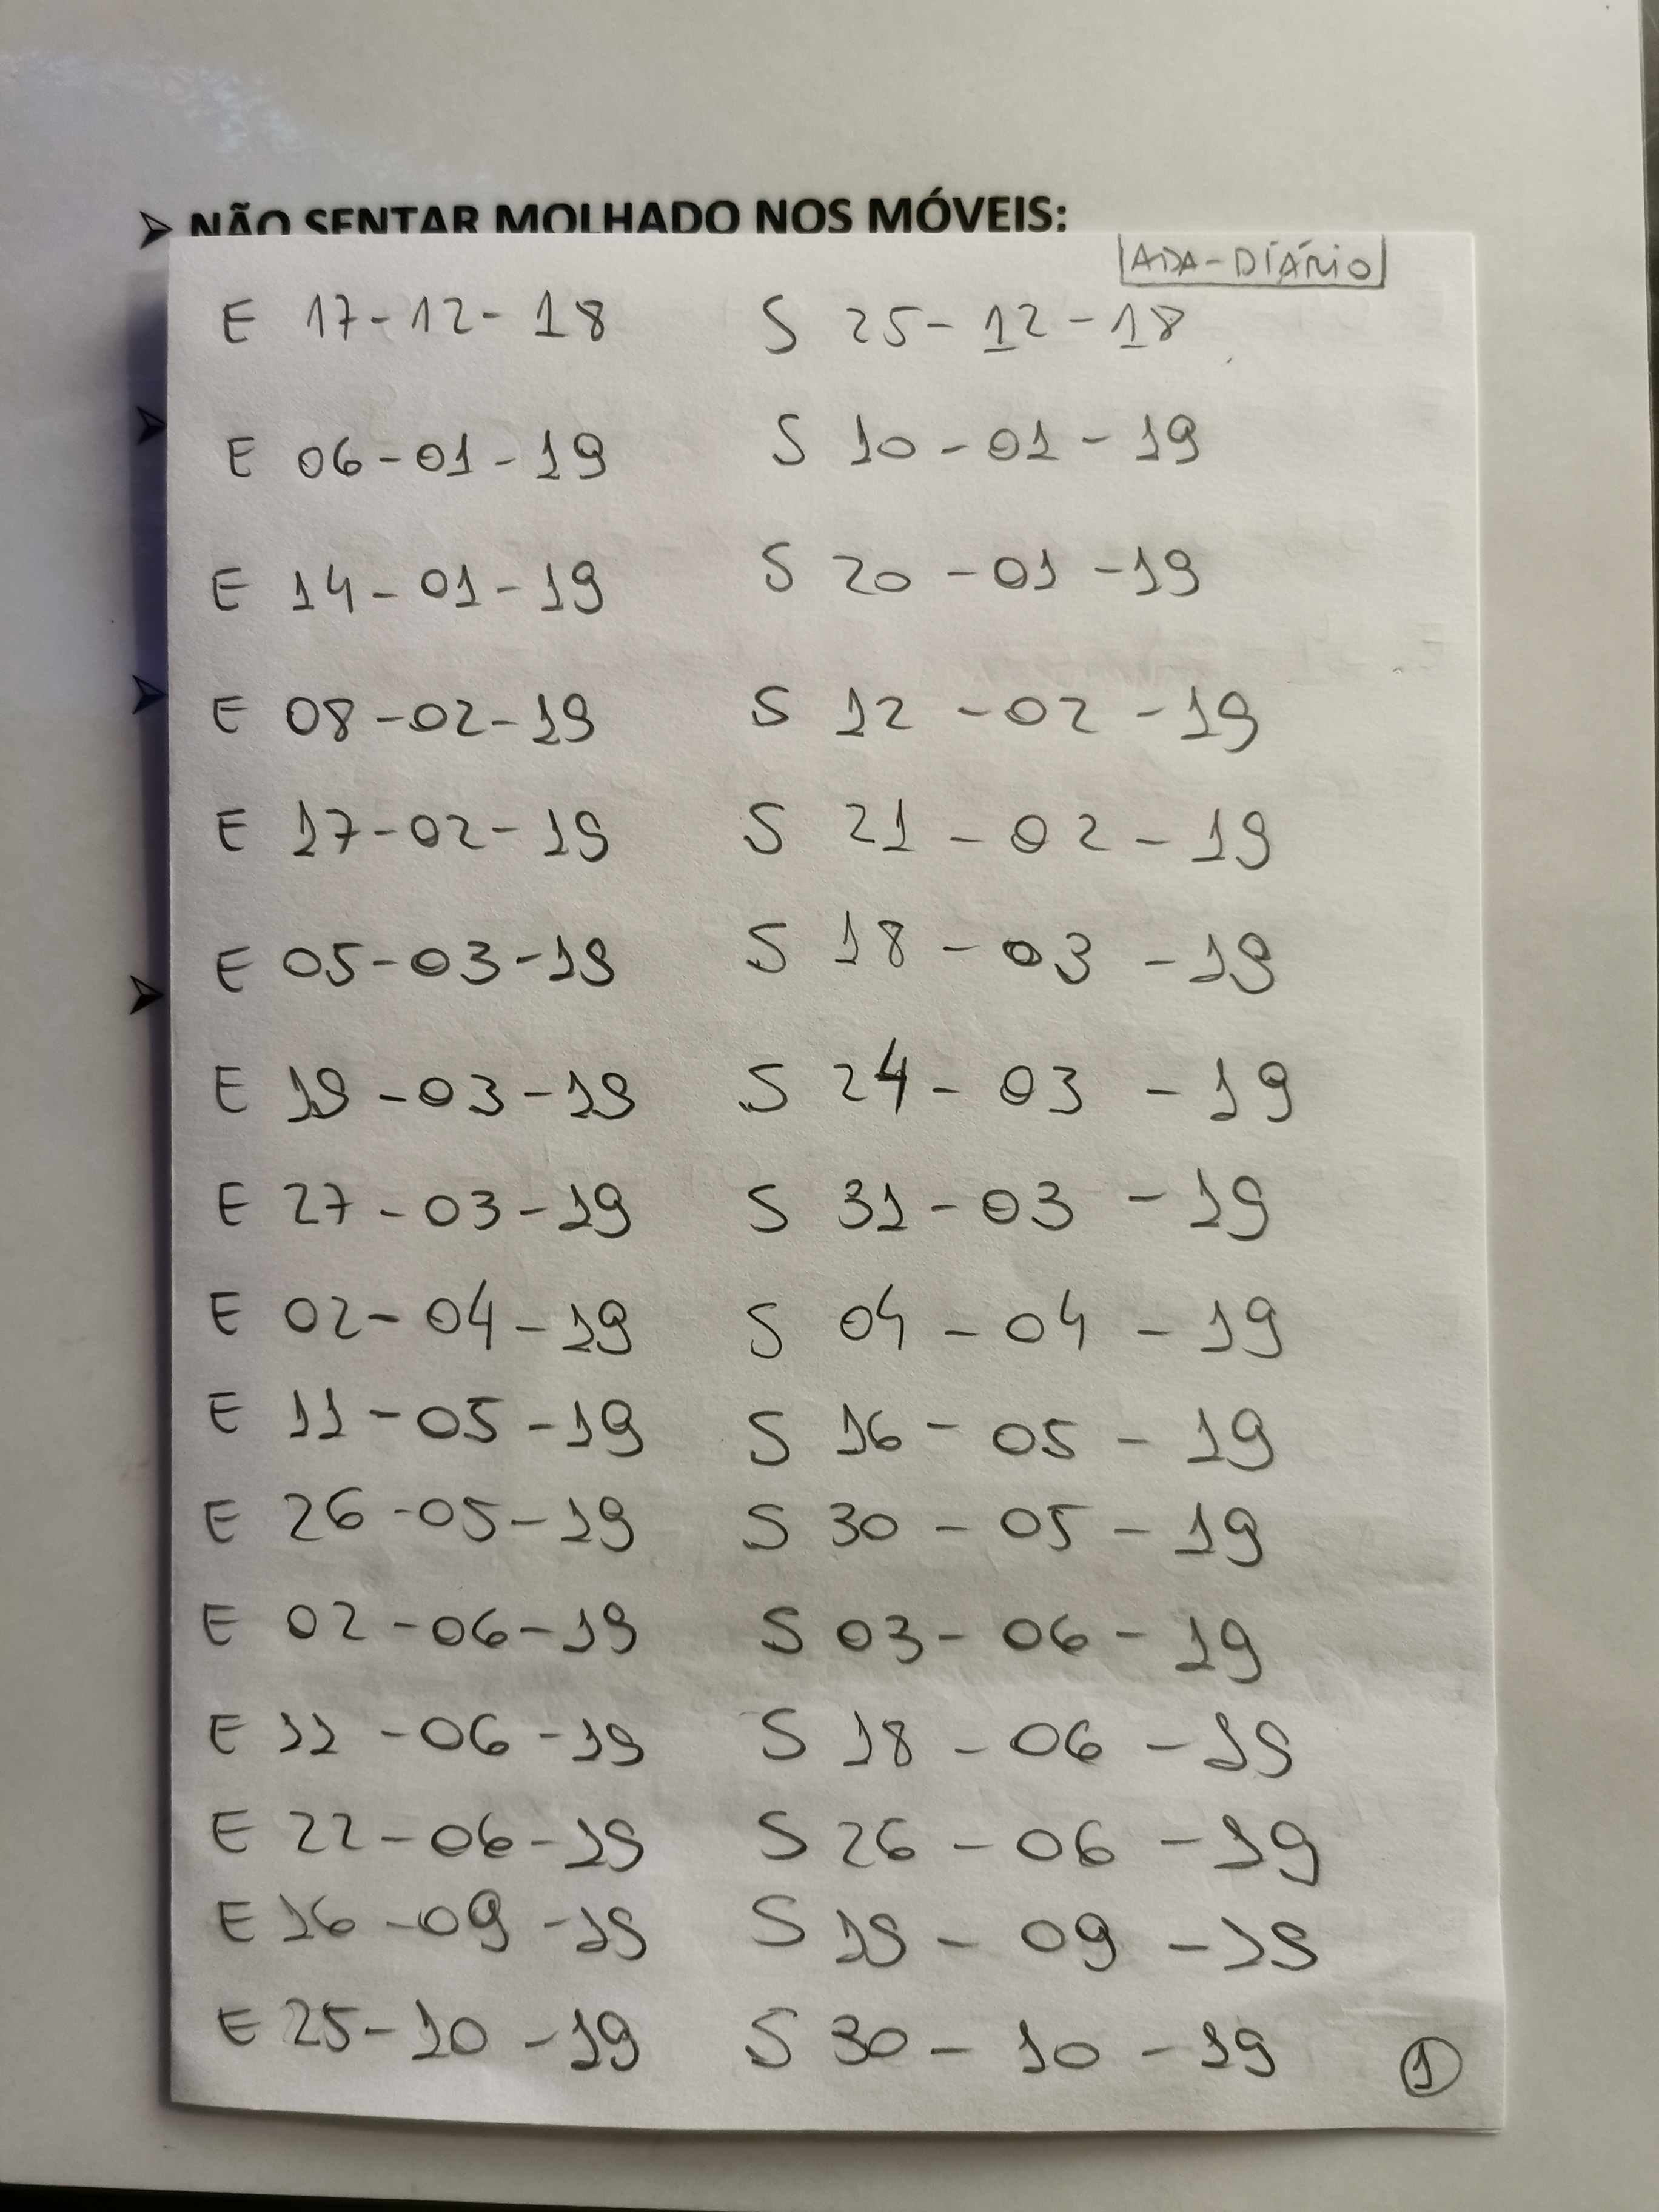 ➢ NÃO SENTAR MOLHADO NOS MÓVEIS:
ADA-DIÁRIO
E 17-12-18 S 25-12-18
E 06-01-19 S 10-01-19
E 14-01-19 S 20-01-19
E 08-02-19 S 12-02-19
E 17-02-19 S 21-02-19
E 05-03-19 S 18-03-19
E 19-03-19 S 24-03-19
E 27-03-19 S 31-03-19
E 02-04-19 S 04-04-19
E 11-05-19 S 16-05-19
E 26-05-19 S 30-05-19
E 02-06-19 S 03-06-19
E 11-06-19 S 18-06-19
E 22-06-19 S 26-06-19
E 16-09-19 S 19-09-19
E 25-10-19 S 30-10-19
1